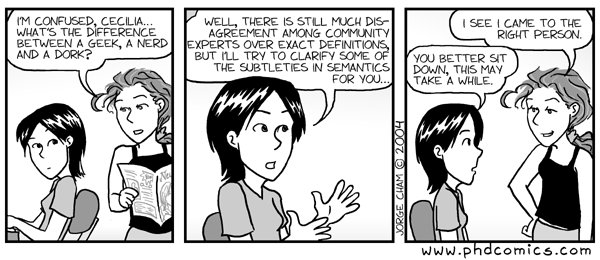 I'M CONFUSED, CECILIA...
WHAT'S THE DIFFERENCE
BETWEEN A GEEK, A NERD
AND A DORK?
WELL, THERE IS STILL MUCH DIS-
AGREEMENT AMONG COMMUNITY
EXPERTS OVER EXACT DEFINITIONS,
BUT I'LL TRY TO CLARIFY SOME OF
THE SUBTLETIES IN SEMANTICS
FOR YOU...
JORGE CHAM © 2004
I SEE I CAME TO THE
RIGHT PERSON.
YOU BETTER SIT
DOWN, THIS MAY
TAKE A WHILE.
www.phdcomics.com